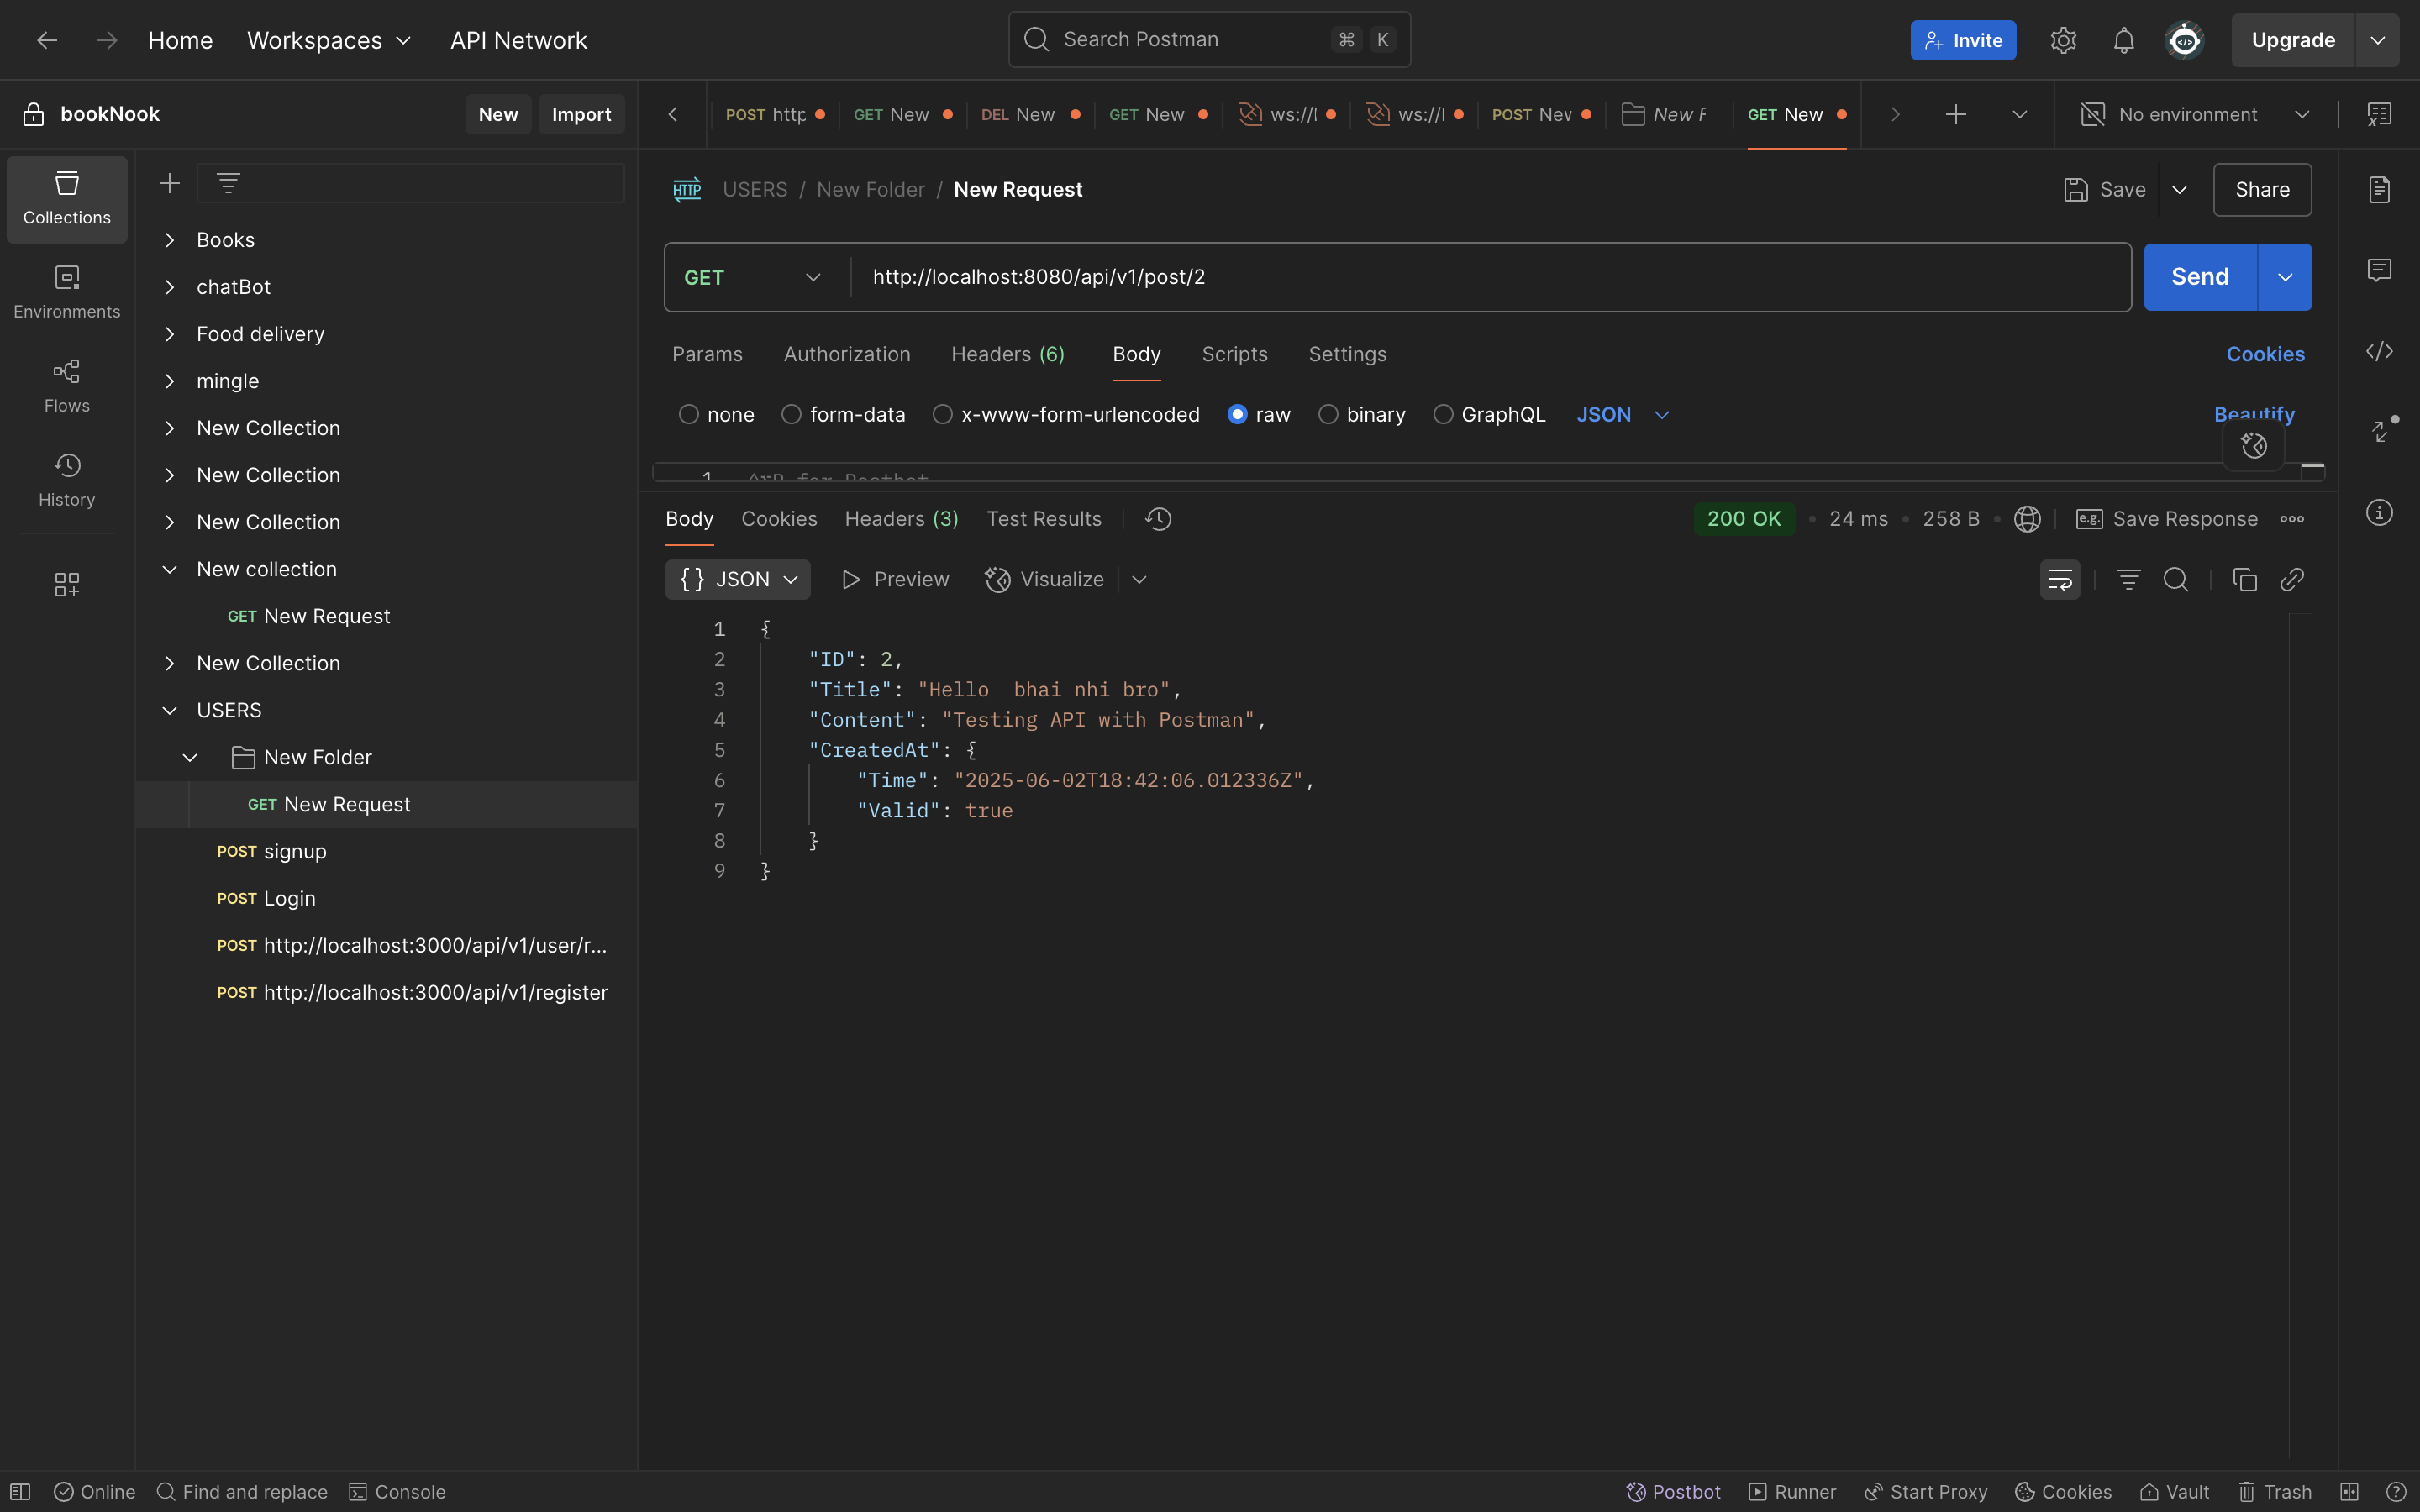 Home Workspaces API Network Search Postman ⌘ K Invite Upgrade
bookNook New Import
POST http GET New DEL New GET New ws://l ws://l POST New New F GET New No environment
Collections
Environments
Flows
History
Books
chatBot
Food delivery
mingle
New Collection
New Collection
New Collection
New collection
GET New Request
New Collection
USERS
New Folder
GET New Request
POST signup
POST Login
POST http://localhost:3000/api/v1/user/r...
POST http://localhost:3000/api/v1/register
HTTP USERS / New Folder / New Request Save Share
GET http://localhost:8080/api/v1/post/2 Send
Params Authorization Headers (6) Body Scripts Settings Cookies
none form-data x-www-form-urlencoded raw binary GraphQL JSON Beautify
1 for Postbot
Body Cookies Headers (3) Test Results 200 OK • 24 ms • 258 B • e.g. Save Response
{} JSON Preview Visualize
1 {
2 "ID": 2,
3 "Title": "Hello  bhai nhi bro",
4 "Content": "Testing API with Postman",
5 "CreatedAt": {
6 "Time": "2025-06-02T18:42:06.012336Z",
7 "Valid": true
8 }
9 }
Online Find and replace Console Postbot Runner Start Proxy Cookies Vault Trash